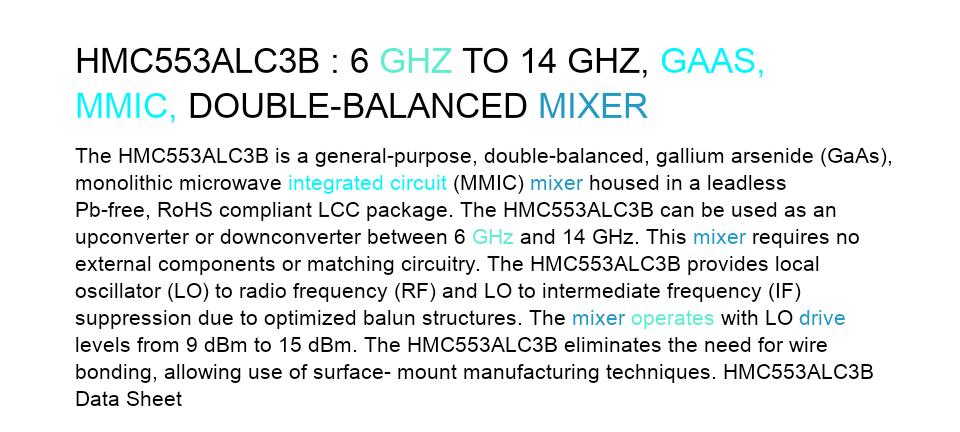 HMC553ALC3B : 6 GHZ TO 14 GHZ, GAAS,
MMIC, DOUBLE-BALANCED MIXER
The HMC553ALC3B is a general-purpose, double-balanced, gallium arsenide (GaAs),
monolithic microwave integrated circuit (MMIC) mixer housed in a leadless
Pb-free, RoHS compliant LCC package. The HMC553ALC3B can be used as an
upconverter or downconverter between 6 GHz and 14 GHz. This mixer requires no
external components or matching circuitry. The HMC553ALC3B provides local
oscillator (LO) to radio frequency (RF) and LO to intermediate frequency (IF)
suppression due to optimized balun structures. The mixer operates with LO drive
levels from 9 dBm to 15 dBm. The HMC553ALC3B eliminates the need for wire
bonding, allowing use of surface- mount manufacturing techniques. HMC553ALC3B
Data Sheet